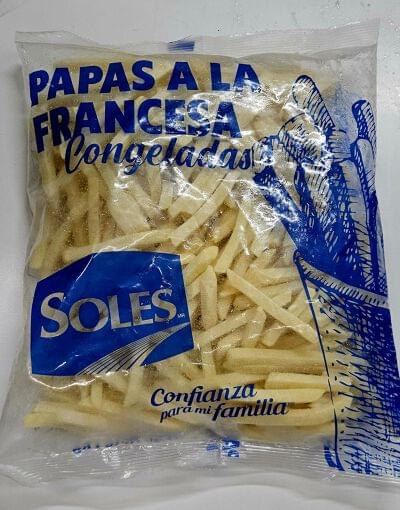 PAPAS A LA
FRANCESA
Congeladas
SOLES
Confianza
para mi familia